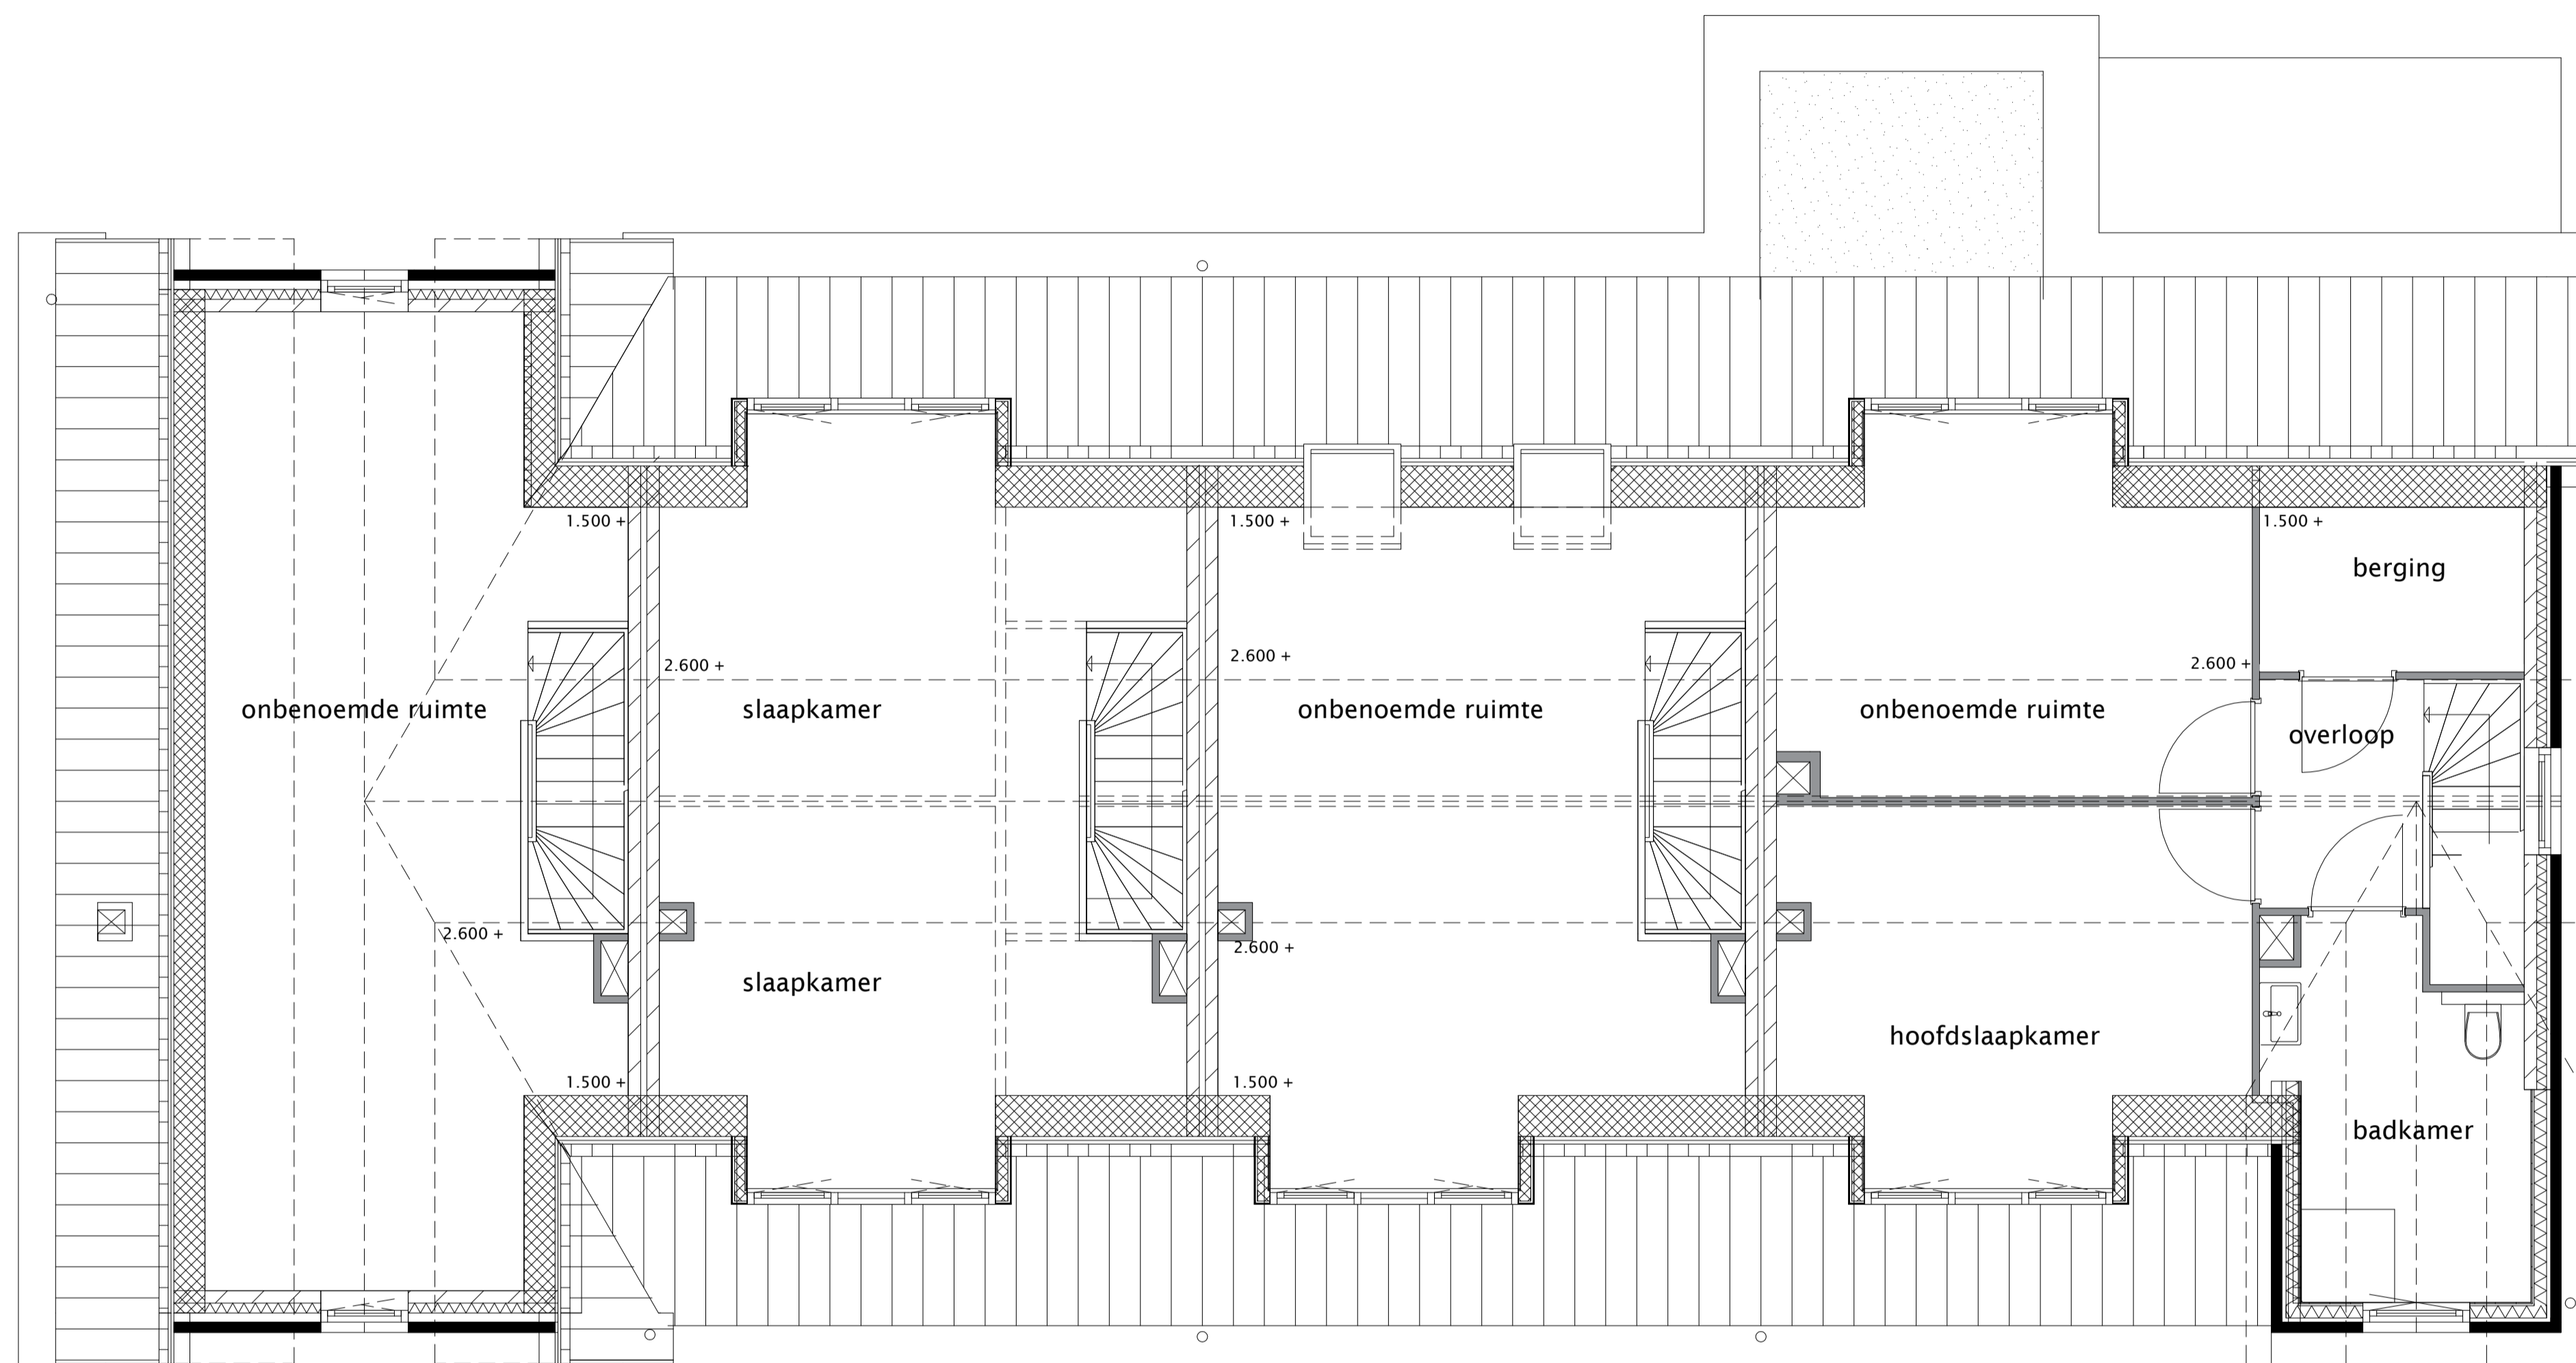 1.500 +
1.500 +
1.500 +
berging
2.600 +
2.600 +
2.600 +
onbenoemde ruimte
slaapkamer
onbenoemde ruimte
onbenoemde ruimte
overloop
2.600 +
2.600 +
slaapkamer
hoofdslaapkamer
1.500 +
1.500 +
badkamer